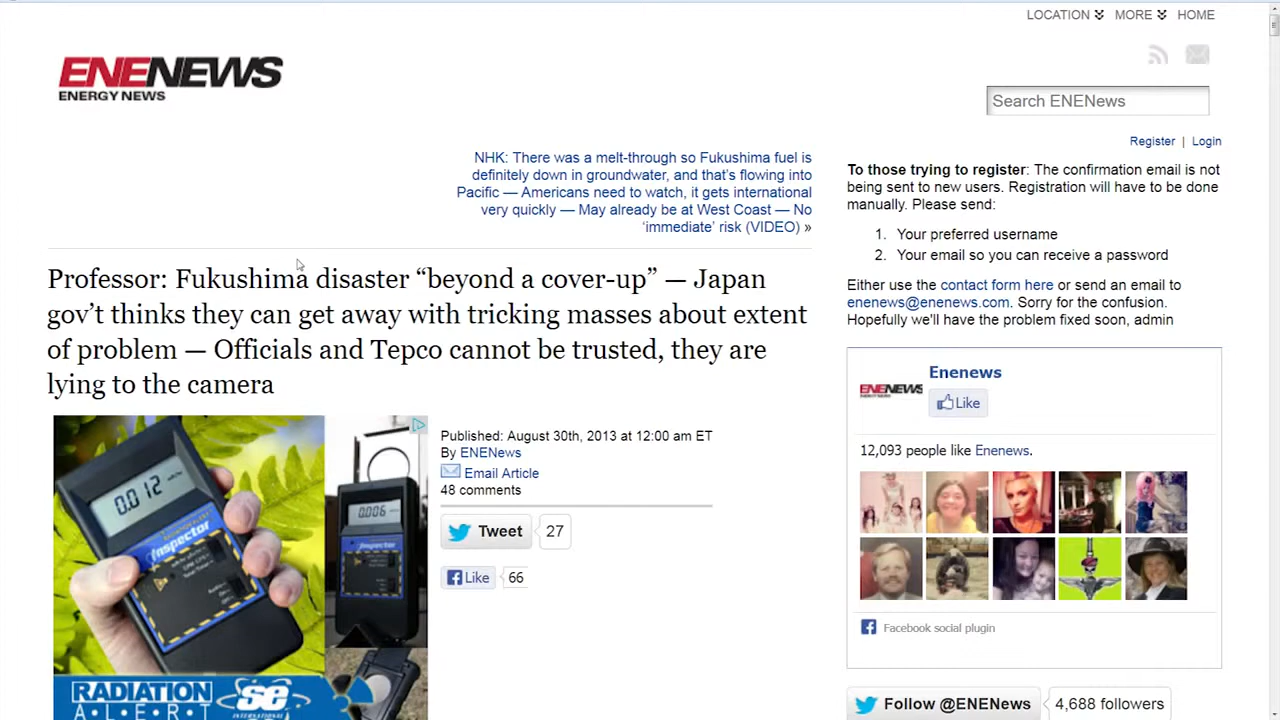 LOCATION MORE HOME
ENENEWS
ENERGY NEWS
Search ENENews
Register | Login
NHK: There was a melt-through so Fukushima fuel is
definitely down in groundwater, and that's flowing into
Pacific — Americans need to watch, it gets international
very quickly — May already be at West Coast — No
'immediate' risk (VIDEO) »
Professor: Fukushima disaster “beyond a cover-up” — Japan
gov’t thinks they can get away with tricking masses about extent
of problem — Officials and Tepco cannot be trusted, they are
lying to the camera
0.012
Inspector
0.006
Inspector
RADIATION
A·L·E·R·T
se
INTERNATIONAL
Published: August 30th, 2013 at 12:00 am ET
By ENENews
Email Article
48 comments
Tweet 27
Like 66
To those trying to register: The confirmation email is not
being sent to new users. Registration will have to be done
manually. Please send:
1. Your preferred username
2. Your email so you can receive a password
Either use the contact form here or send an email to
enenews@enenews.com. Sorry for the confusion.
Hopefully we'll have the problem fixed soon, admin
ENENEWS
Enenews
Like
12,093 people like Enenews.
Facebook social plugin
Follow @ENENews 4,688 followers